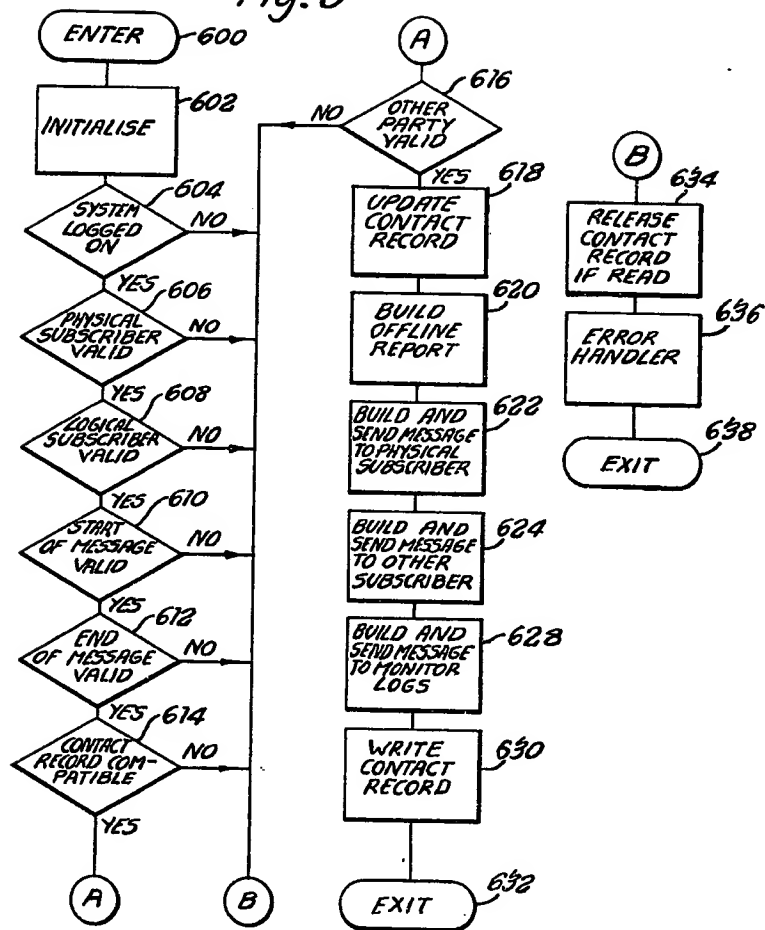 ENTER
600
INITIALISE
602
SYSTEM
LOGGED
ON
604
NO
YES
PHYSICAL
SUBSCRIBER
VALID
606
NO
YES
LOGICAL
SUBSCRIBER
VALID
608
NO
YES
START
OF MESSAGE
VALID
610
NO
YES
END
OF MESSAGE
VALID
612
NO
YES
CONTACT
RECORD COM-
PATIBLE
614
NO
YES
A
B
A
OTHER
PARTY
VALID
616
NO
YES
UPDATE
CONTACT
RECORD
618
BUILD
OFFLINE
REPORT
620
BUILD AND
SEND MESSAGE
TO PHYSICAL
SUBSCRIBER
622
BUILD AND
SEND MESSAGE
TO OTHER
SUBSCRIBER
624
BUILD AND
SEND MESSAGE
TO MONITOR
LOGS
628
WRITE
CONTACT
RECORD
630
EXIT
632
B
RELEASE
CONTACT
RECORD
IF READ
634
ERROR
HANDLER
636
EXIT
638